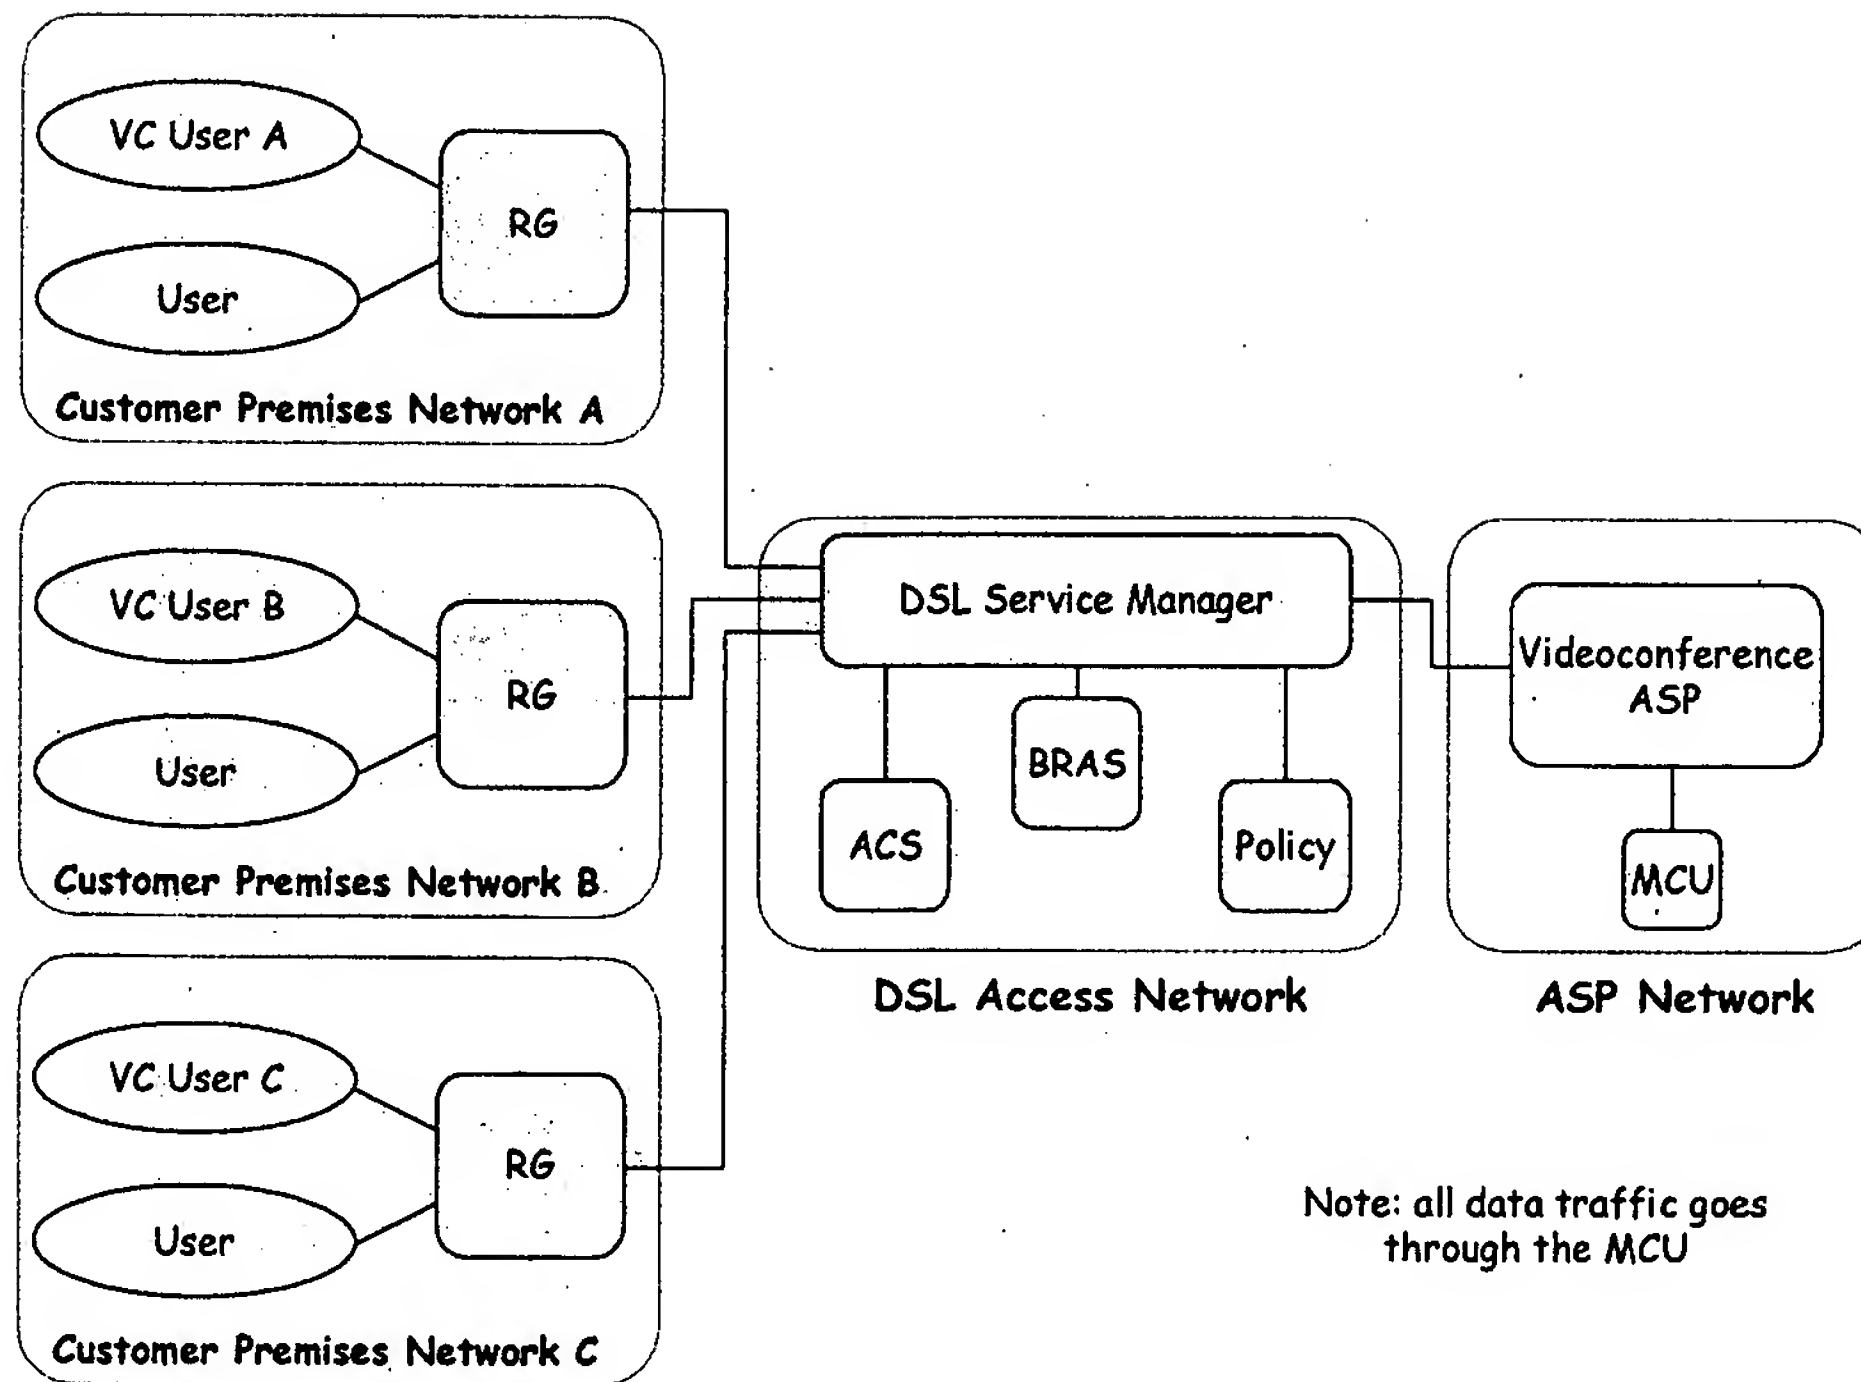 VC User A
RG
User
Customer Premises Network A
VC User B
RG
User
Customer Premises Network B
VC User C
RG
User
Customer Premises Network C
DSL Service Manager
BRAS
ACS
Policy
DSL Access Network
Videoconference
ASP
MCU
ASP Network
Note: all data traffic goes
through the MCU